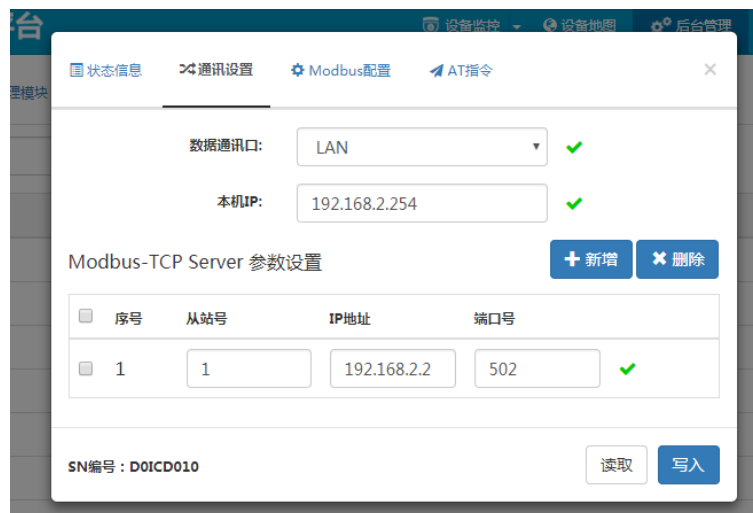 台
设备监控 设备地图 后台管理
理模块
状态信息 通讯设置 Modbus配置 AT指令 ×
数据通讯口: LAN
本机IP: 192.168.2.254
Modbus-TCP Server 参数设置 新增 删除
序号 从站号 IP地址 端口号
1 1 192.168.2.2 502
SN编号：D0ICD010 读取 写入